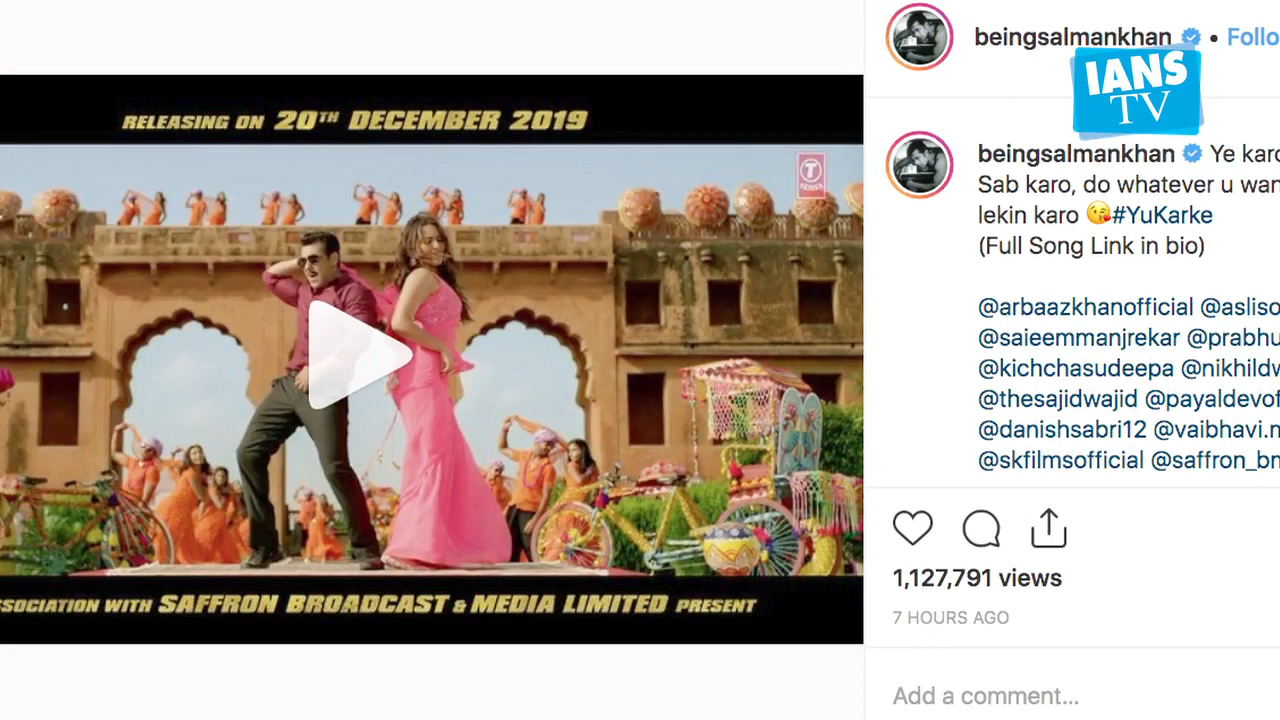 beingsalmankhan • Follo
IANS
TV
RELEASING ON 20TH DECEMBER 2019
T
SERIES
beingsalmankhan Ye karo
Sab karo, do whatever u wan
lekin karo 😘#YuKarke
(Full Song Link in bio)
@arbaazkhanofficial @asliso
@saieemmanjrekar @prabhu
@kichchasudeepa @nikhildw
@thesajidwajid @payaldevof
@danishsabri12 @vaibhavi.m
@skfilmsofficial @saffron_bm
SSOCIATION WITH SAFFRON BROADCAST & MEDIA LIMITED PRESENT
1,127,791 views
7 HOURS AGO
Add a comment...